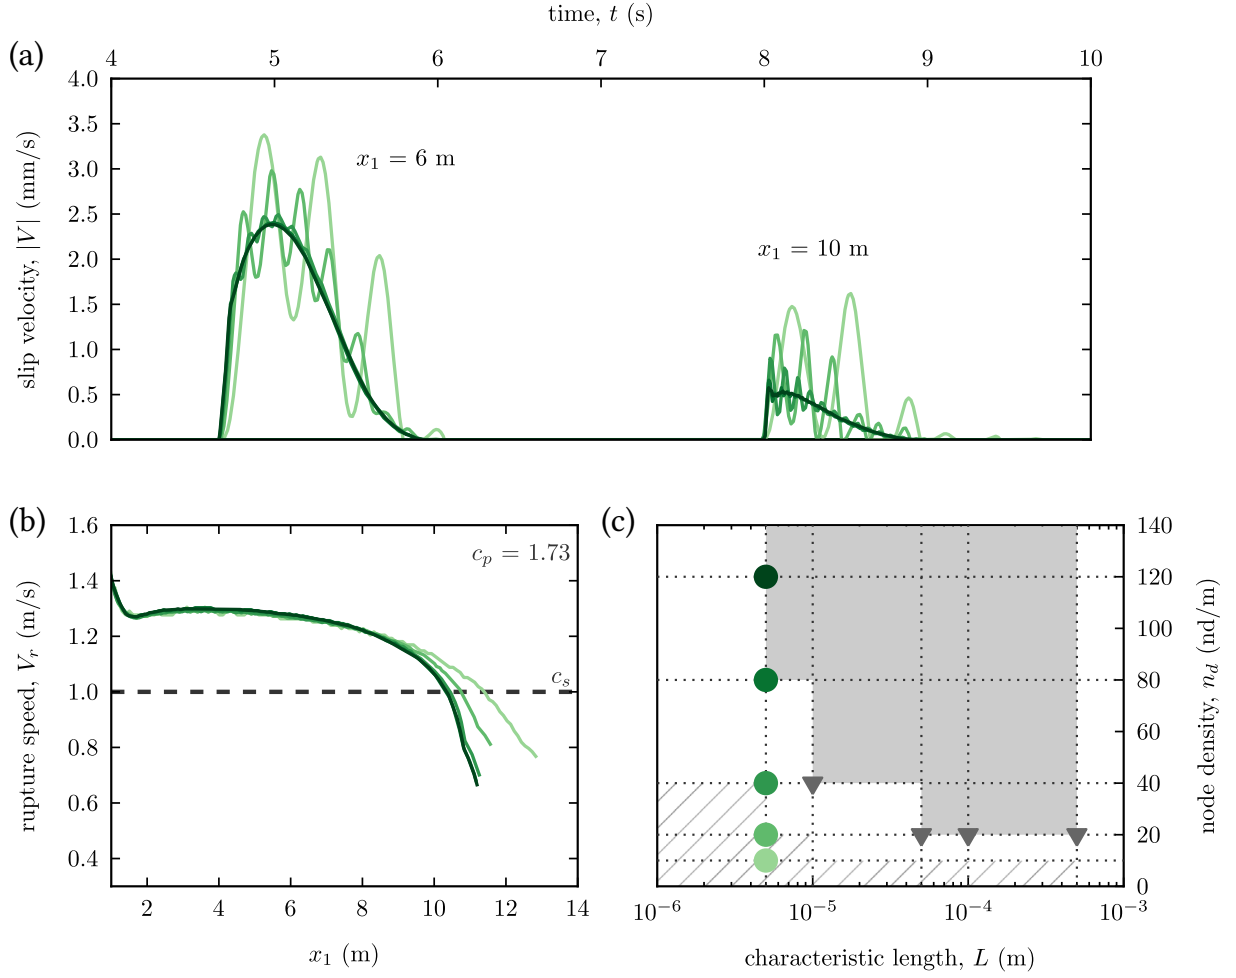 time, t (s)
(a)
4 5 6 7 8 9 10
4.0
3.5
3.0
2.5
2.0
1.5
1.0
0.5
0.0
slip velocity, |V| (mm/s)
x₁ = 6 m
x₁ = 10 m
(b)
1.6
1.4
1.2
1.0
0.8
0.6
0.4
rupture speed, Vᵣ (m/s)
cₚ = 1.73
cₛ
2 4 6 8 10 12 14
x₁ (m)
(c)
140
120
100
80
60
40
20
0
node density, n_d (nd/m)
10⁻⁶ 10⁻⁵ 10⁻⁴ 10⁻³
characteristic length, L (m)